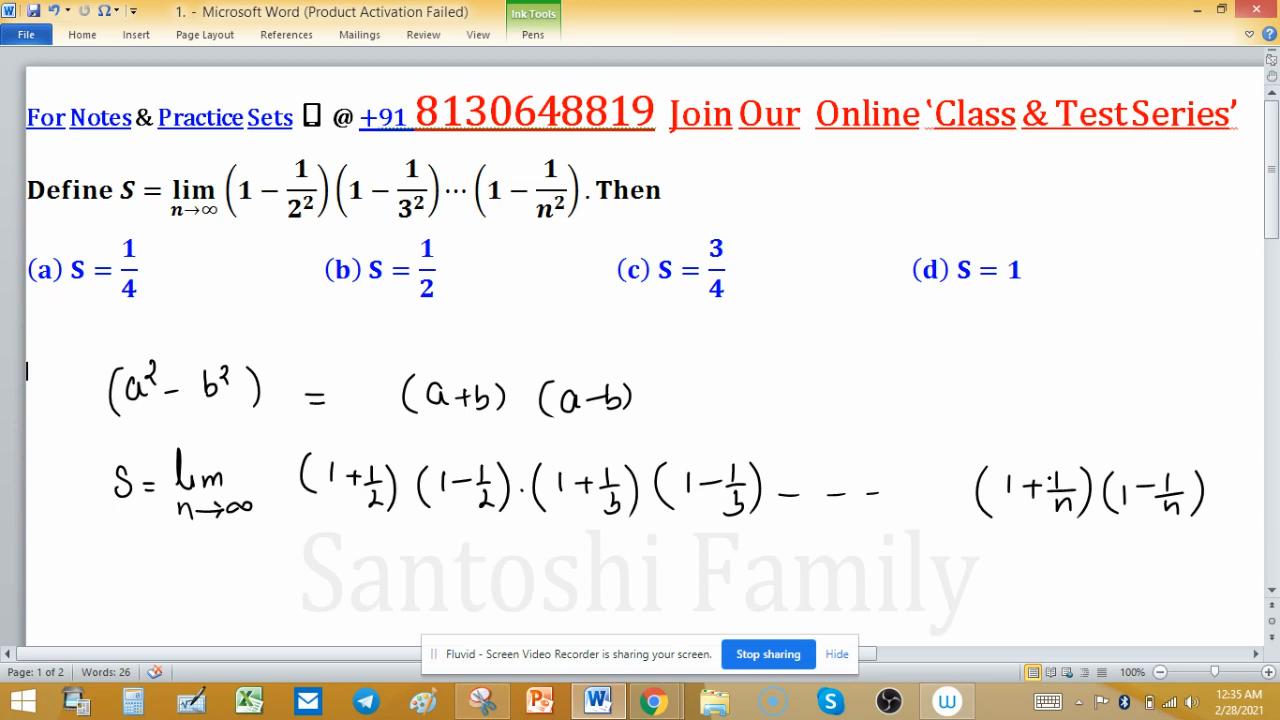 1. - Microsoft Word (Product Activation Failed)
Ink Tools
File Home Insert Page Layout References Mailings Review View Pens
For Notes & Practice Sets @ +91 8130648819 Join Our Online 'Class & Test Series'
Define S = lim n→∞ (1 − 1/2²)(1 − 1/3²)⋯(1 − 1/n²). Then
(a) S = 1/4 (b) S = 1/2 (c) S = 3/4 (d) S = 1
(a² - b²) = (a+b) (a-b)
S = lim n→∞ (1+1/2)(1-1/2).(1+1/3)(1-1/3) - - - (1+1/n)(1-1/n)
Santoshi Family
Fluvid - Screen Video Recorder is sharing your screen. Stop sharing Hide
Page: 1 of 2 Words: 26 100%
12:35 AM
2/28/2021